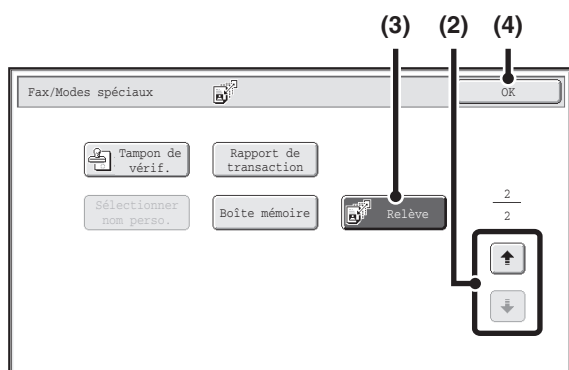 (3) (2) (4)
Fax/Modes spéciaux
OK
Tampon de
vérif.
Rapport de
transaction
Sélectionner
nom perso.
Boîte mémoire
Relève
2
2